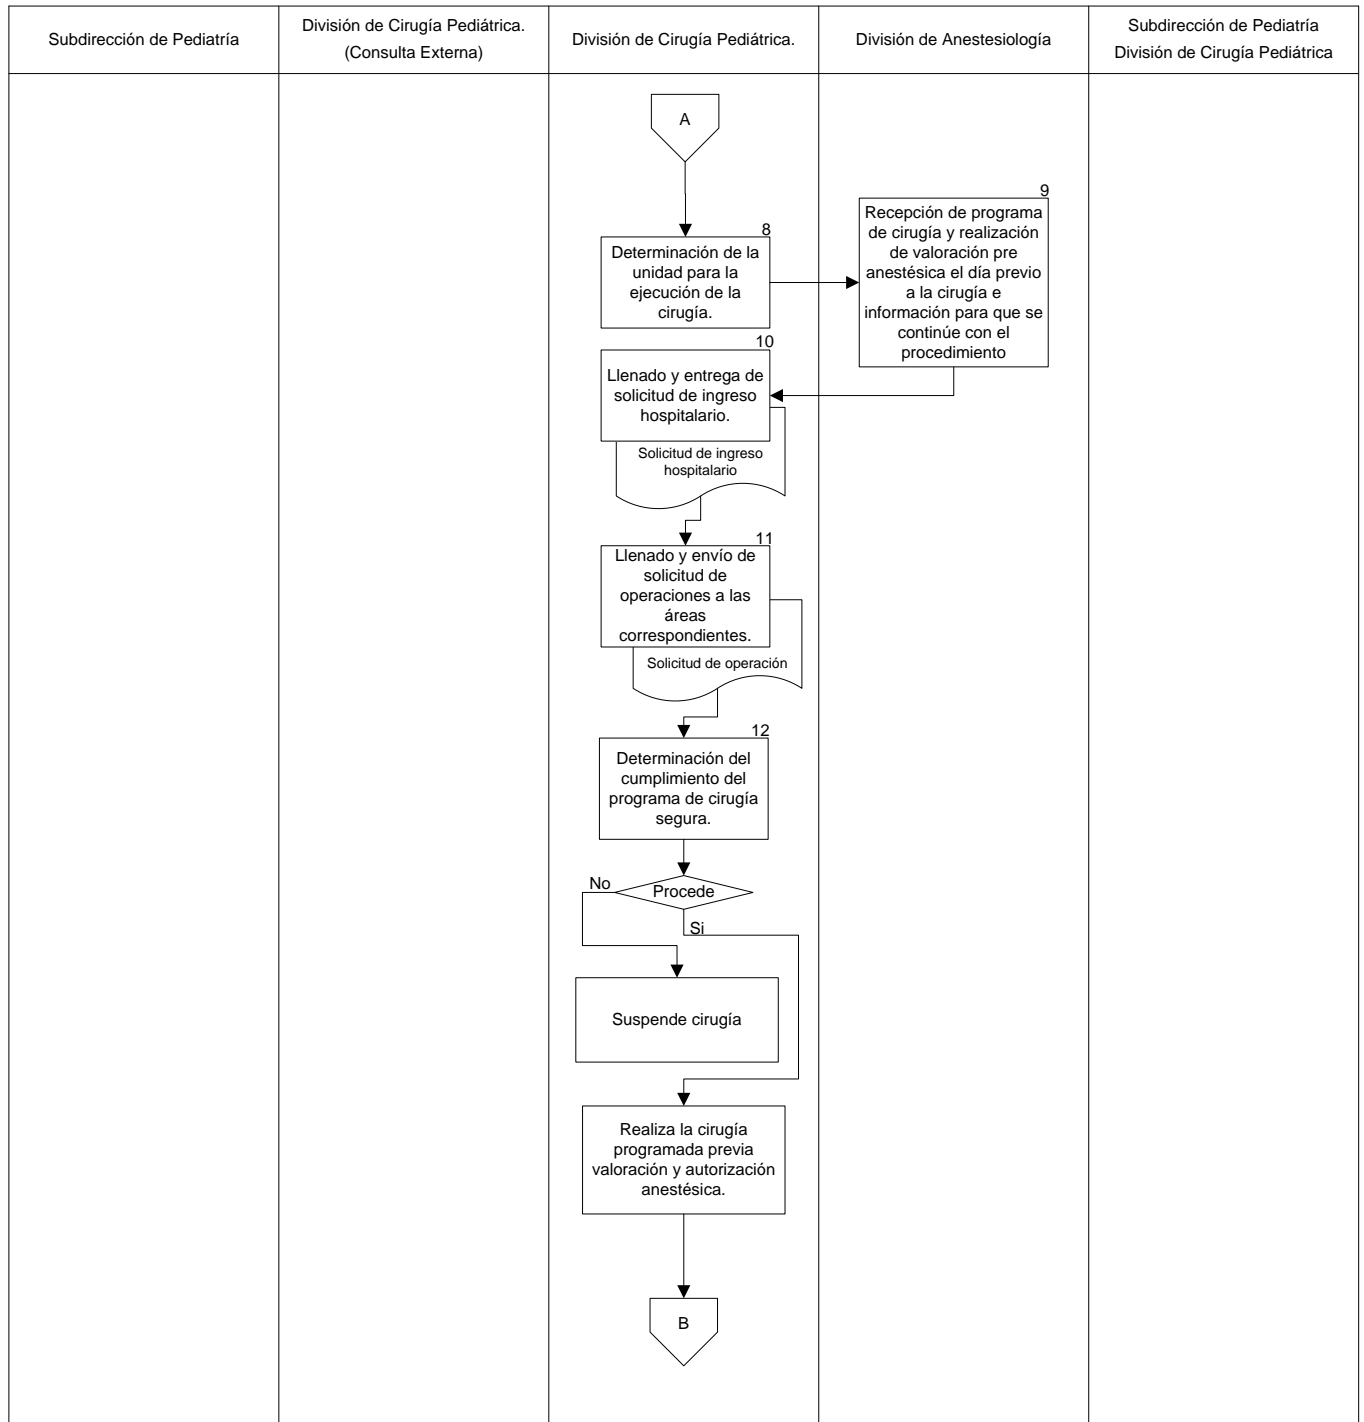 Subdirección de Pediatría
División de Cirugía Pediátrica.
(Consulta Externa)
División de Cirugía Pediátrica.
División de Anestesiología
Subdirección de Pediatría
División de Cirugía Pediátrica
A
8
Determinación de la
unidad para la
ejecución de la
cirugía.
9
Recepción de programa
de cirugía y realización
de valoración pre
anestésica el día previo
a la cirugía e
información para que se
continúe con el
procedimiento
10
Llenado y entrega de
solicitud de ingreso
hospitalario.
Solicitud de ingreso
hospitalario
11
Llenado y envío de
solicitud de
operaciones a las
áreas
correspondientes.
Solicitud de operación
12
Determinación del
cumplimiento del
programa de cirugía
segura.
No
Procede
Si
Suspende cirugía
Realiza la cirugía
programada previa
valoración y autorización
anestésica.
B